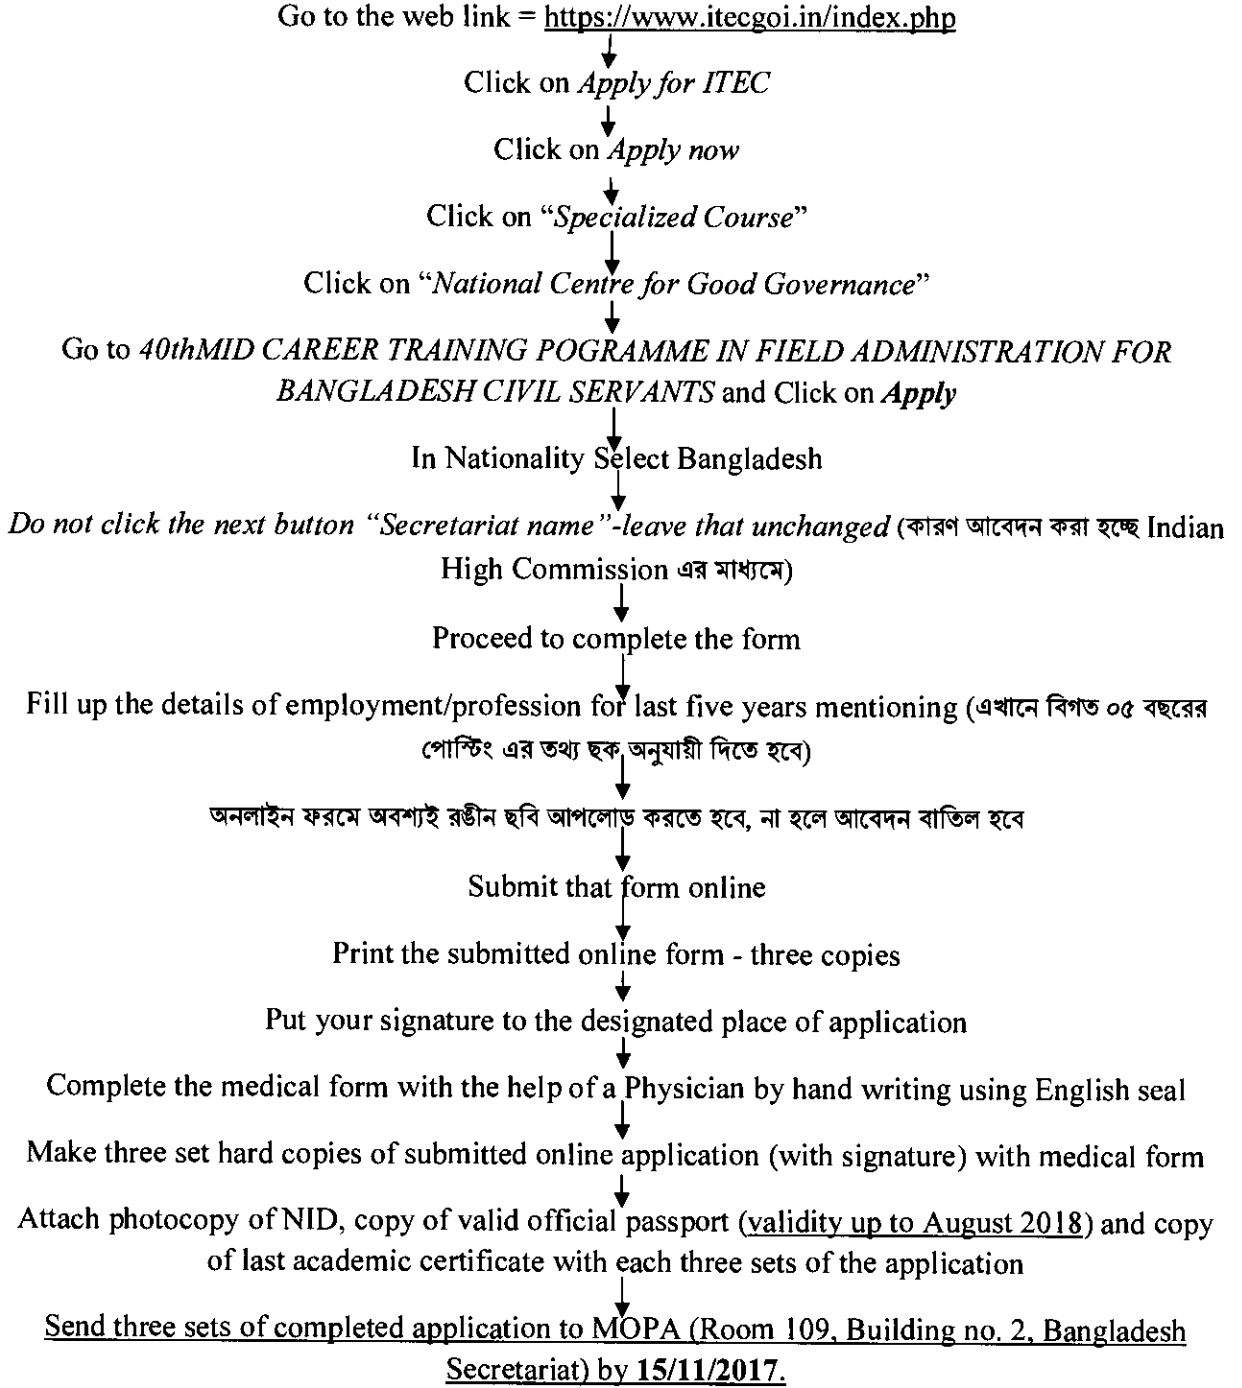 Go to the web link = https://www.itecgoi.in/index.php
Click on Apply for ITEC
Click on Apply now
Click on “Specialized Course”
Click on “National Centre for Good Governance”
Go to 40thMID CAREER TRAINING POGRAMME IN FIELD ADMINISTRATION FOR
BANGLADESH CIVIL SERVANTS and Click on Apply
In Nationality Select Bangladesh
Do not click the next button “Secretariat name”-leave that unchanged (কারণ আবেদন করা হচ্ছে Indian
High Commission এর মাধ্যমে)
Proceed to complete the form
Fill up the details of employment/profession for last five years mentioning (এখানে বিগত ০৫ বছরের
পোস্টিং এর তথ্য ছক অনুযায়ী দিতে হবে)
অনলাইন ফরমে অবশ্যই রঙীন ছবি আপলোড করতে হবে, না হলে আবেদন বাতিল হবে
Submit that form online
Print the submitted online form - three copies
Put your signature to the designated place of application
Complete the medical form with the help of a Physician by hand writing using English seal
Make three set hard copies of submitted online application (with signature) with medical form
Attach photocopy of NID, copy of valid official passport (validity up to August 2018) and copy
of last academic certificate with each three sets of the application
Send three sets of completed application to MOPA (Room 109, Building no. 2, Bangladesh
Secretariat) by 15/11/2017.